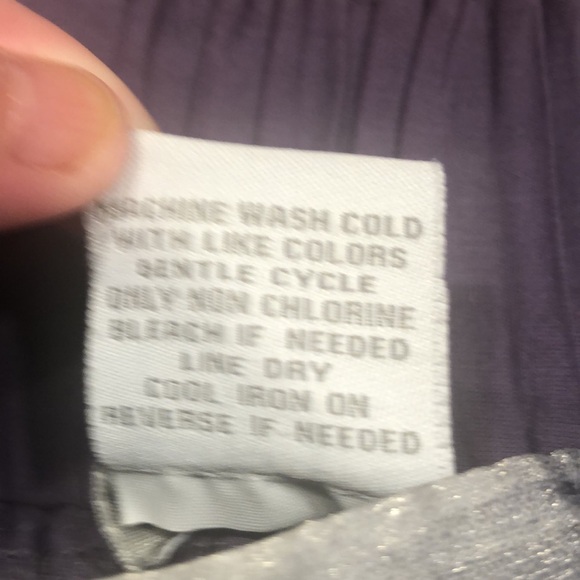 MACHINE WASH COLD
WITH LIKE COLORS
GENTLE CYCLE
ONLY NON CHLORINE
BLEACH IF NEEDED
LINE DRY
COOL IRON ON
REVERSE IF NEEDED